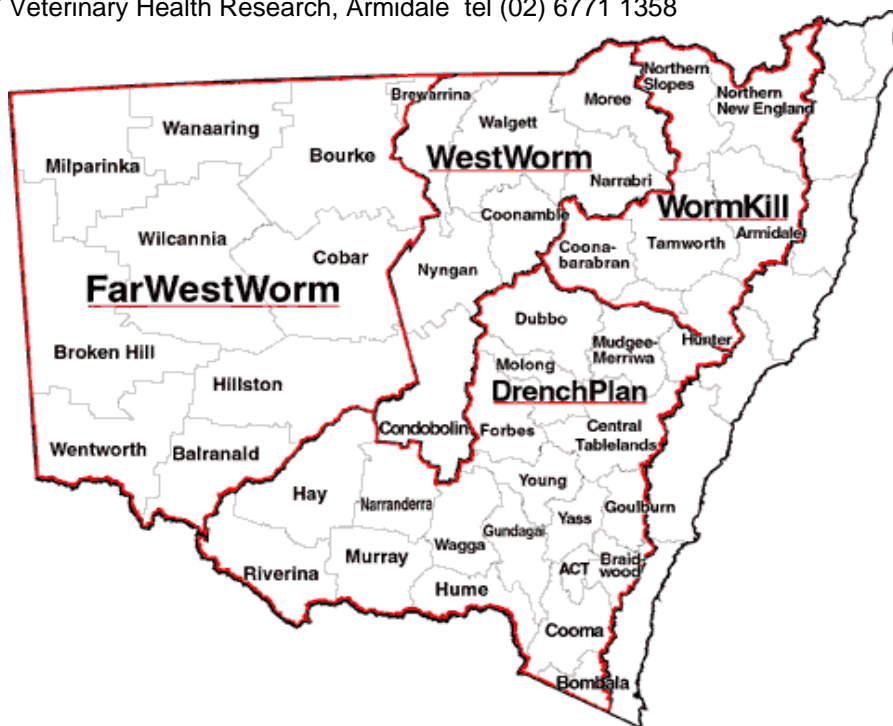 Veterinary Health Research, Armidale tel (02) 6771 1358
Northern
Slopes
Northern
New England
Brewarrina
Moree
Wanaaring
Walgett
Bourke
WestWorm
Milparinka
Narrabri
WormKill
Coonamble
Wilcannia
Armidale
Tamworth
Coona-
barabran
Cobar
Nyngan
FarWestWorm
Dubbo
Hunter
Mudgee-
Merriwa
Broken Hill
Molong
Hillston
DrenchPlan
Condobolin
Forbes
Central
Tablelands
Wentworth
Balranald
Young
Hay
Narranderra
Goulburn
Yass
Gundagai
Wagga
Murray
Braid-
wood
ACT
Riverina
Hume
Cooma
Bombala